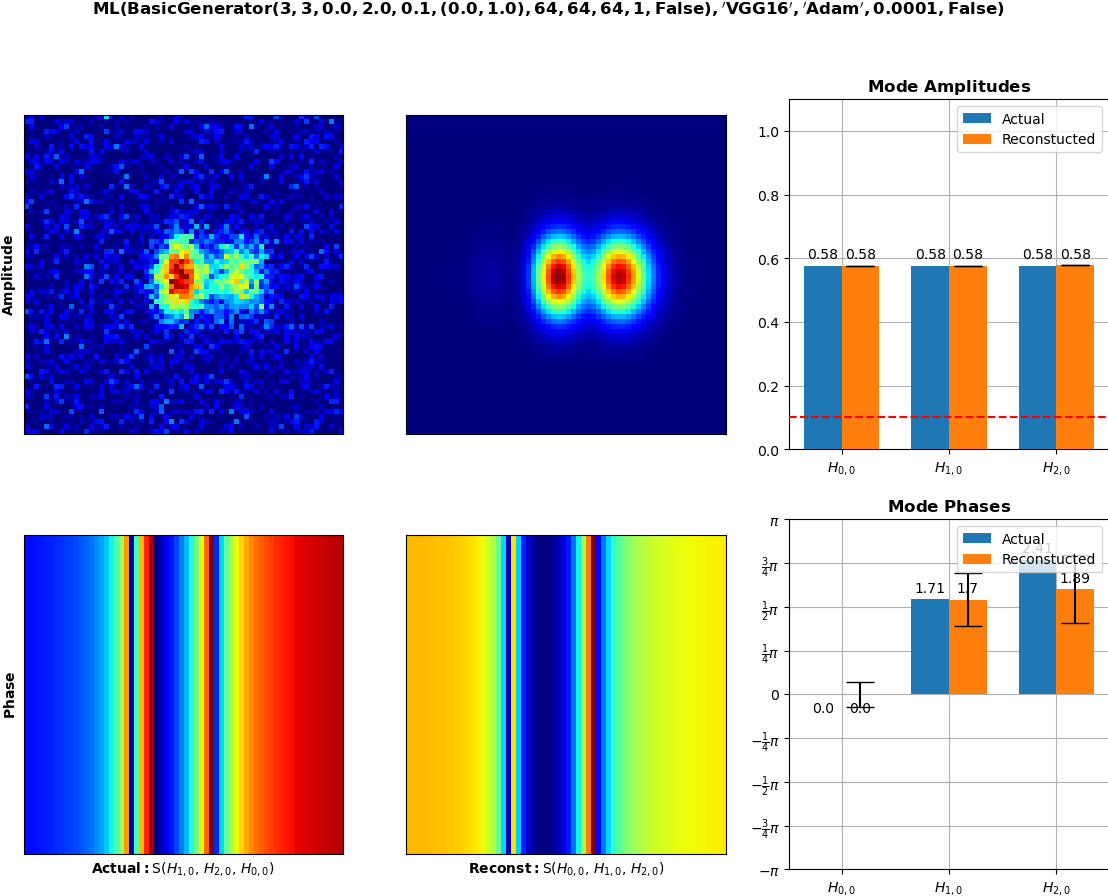 ML(BasicGenerator(3, 3, 0.0, 2.0, 0.1, (0.0, 1.0), 64, 64, 64, 1, False), ′VGG16′, ′Adam′, 0.0001, False)
Amplitude
Mode Amplitudes
Actual
Reconstucted
1.0
0.8
0.6
0.4
0.2
0.0
0.58 0.58 0.58 0.58 0.58 0.58
H0,0 H1,0 H2,0
Phase
Actual: S(H1,0, H2,0, H0,0)
Reconst: S(H0,0, H1,0, H2,0)
Mode Phases
Actual
Reconstucted
π
3/4π
1/2π
1/4π
0
−1/4π
−1/2π
−3/4π
−π
0.0 0.0 1.71 1.7 2.41 1.89
H0,0 H1,0 H2,0